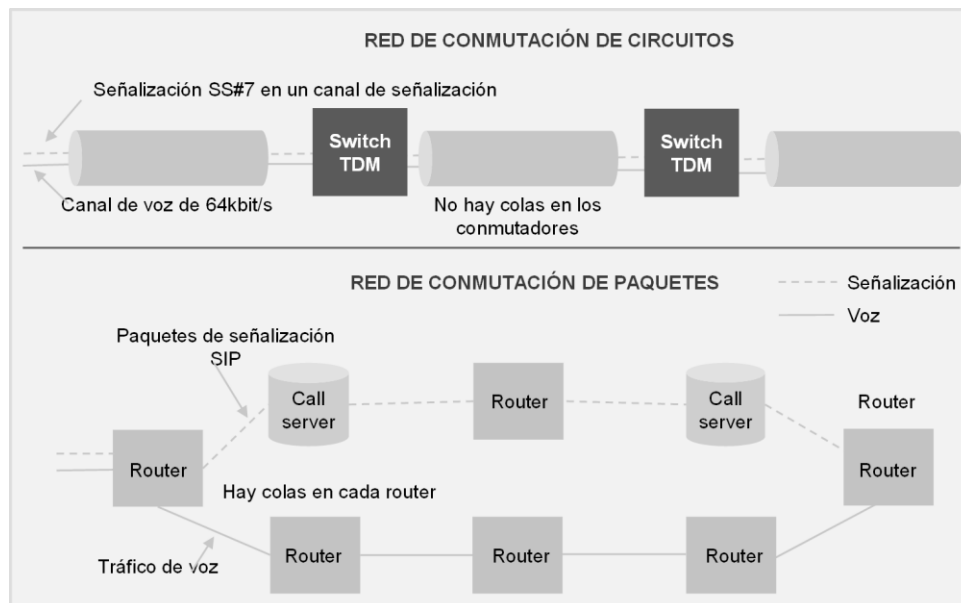 RED DE CONMUTACIÓN DE CIRCUITOS
Señalización SS#7 en un canal de señalización
Switch
TDM
Switch
TDM
Canal de voz de 64kbit/s
No hay colas en los
conmutadores
RED DE CONMUTACIÓN DE PAQUETES
Señalización
Voz
Paquetes de señalización
SIP
Call
server
Router
Call
server
Router
Router
Router
Hay colas en cada router
Router
Router
Router
Tráfico de voz